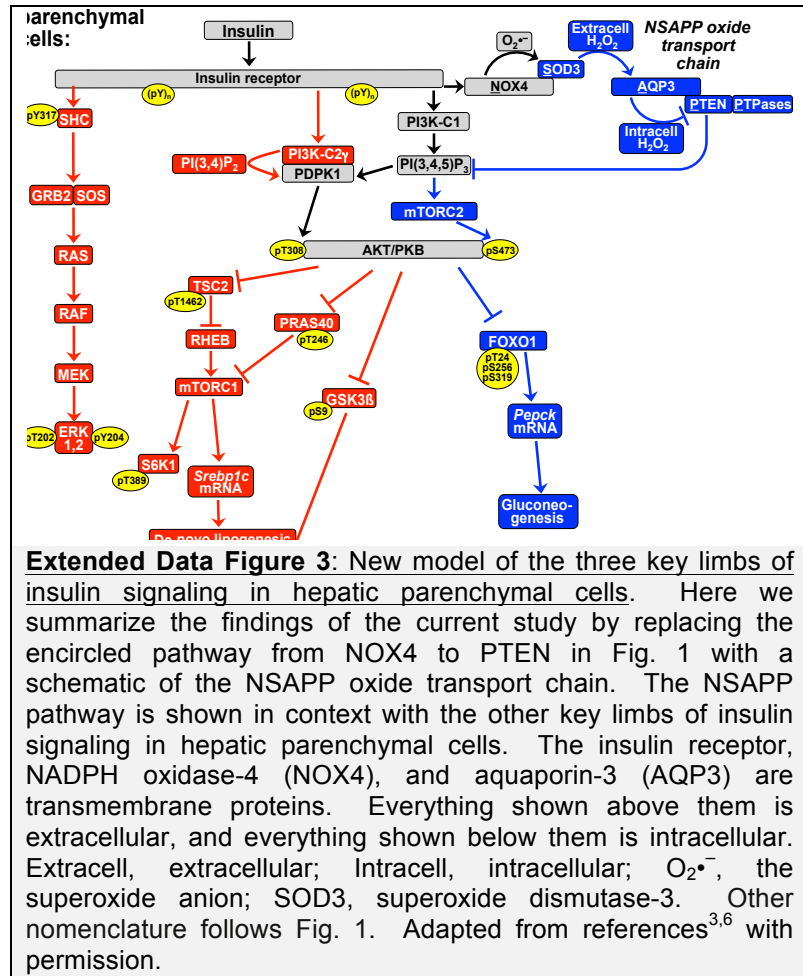 parenchymal
cells:
Insulin
Insulin receptor
(pY)n
(pY)n
O₂•⁻
NOX4
SOD3
Extracell
H₂O₂
NSAPP oxide
transport
chain
AQP3
PTEN
PTPases
Intracell
H₂O₂
pY317
SHC
PI3K-C1
PI(3,4)P₂
PI3K-C2γ
PDPK1
PI(3,4,5)P₃
GRB2
SOS
mTORC2
pT308
AKT/PKB
pS473
RAS
TSC2
pT1462
RAF
RHEB
PRAS40
pT246
FOXO1
pT24
pS256
pS319
MEK
mTORC1
GSK3ß
pS9
Pepck
mRNA
pT202
ERK
1,2
pY204
S6K1
pT389
Srebp1c
mRNA
Gluconeo-
genesis
De novo lipogenesis
Extended Data Figure 3: New model of the three key limbs of
insulin signaling in hepatic parenchymal cells. Here we
summarize the findings of the current study by replacing the
encircled pathway from NOX4 to PTEN in Fig. 1 with a
schematic of the NSAPP oxide transport chain. The NSAPP
pathway is shown in context with the other key limbs of insulin
signaling in hepatic parenchymal cells. The insulin receptor,
NADPH oxidase-4 (NOX4), and aquaporin-3 (AQP3) are
transmembrane proteins. Everything shown above them is
extracellular, and everything shown below them is intracellular.
Extracell, extracellular; Intracell, intracellular; O₂•⁻, the
superoxide anion; SOD3, superoxide dismutase-3. Other
nomenclature follows Fig. 1. Adapted from references³,⁶ with
permission.